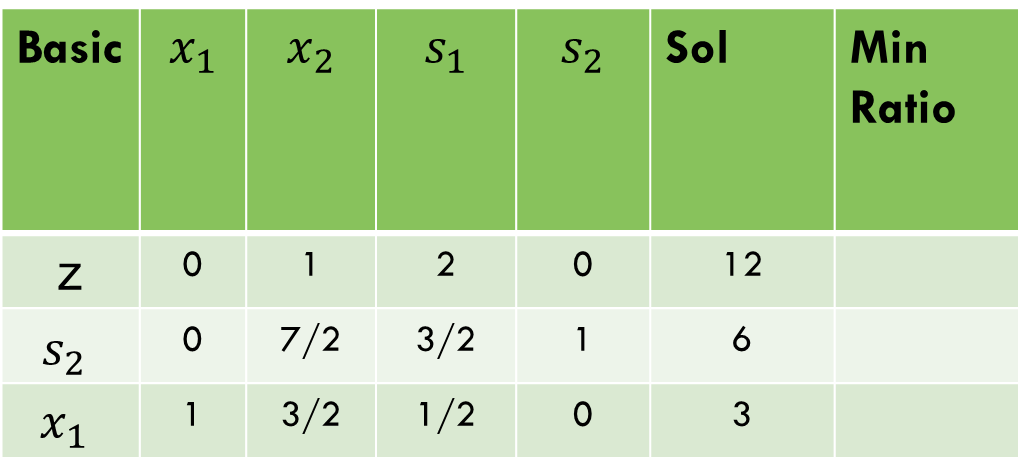 Basic x₁ x₂ s₁ s₂ Sol Min Ratio
z 0 1 2 0 12
s₂ 0 7/2 3/2 1 6
x₁ 1 3/2 1/2 0 3